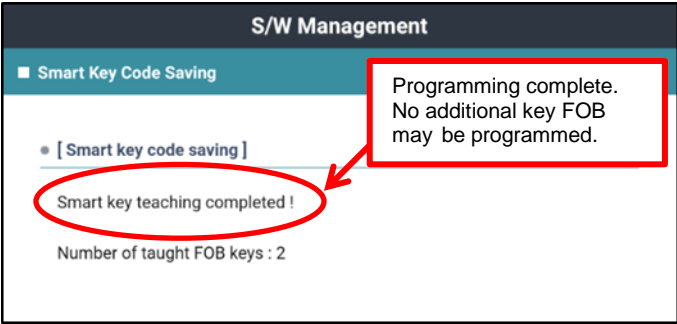 S/W Management
Smart Key Code Saving
Programming complete.
No additional key FOB
may be programmed.
[ Smart key code saving ]
Smart key teaching completed !
Number of taught FOB keys : 2